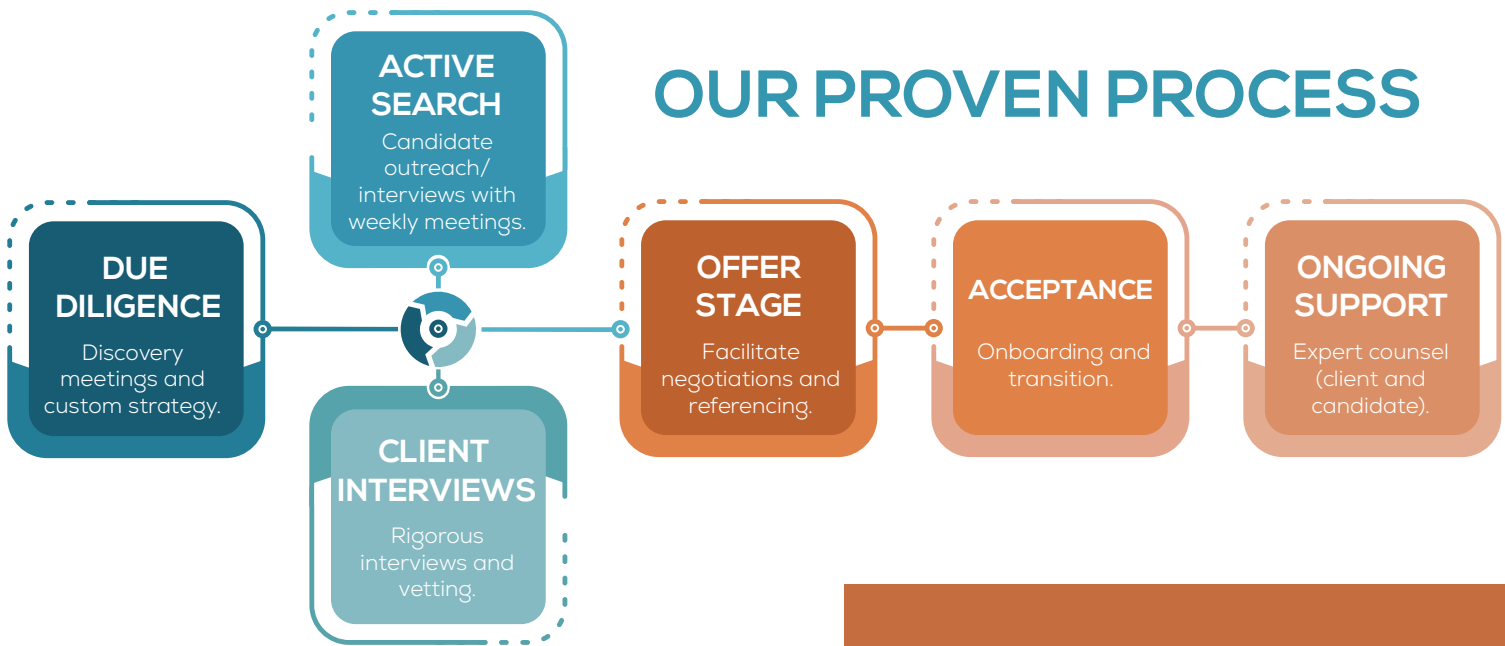 OUR PROVEN PROCESS
DUE
DILIGENCE
Discovery
meetings and
custom strategy.
ACTIVE
SEARCH
Candidate
outreach/
interviews with
weekly meetings.
CLIENT
INTERVIEWS
Rigorous
interviews and
vetting.
OFFER
STAGE
Facilitate
negotiations and
referencing.
ACCEPTANCE
Onboarding and
transition.
ONGOING
SUPPORT
Expert counsel
(client and
candidate).